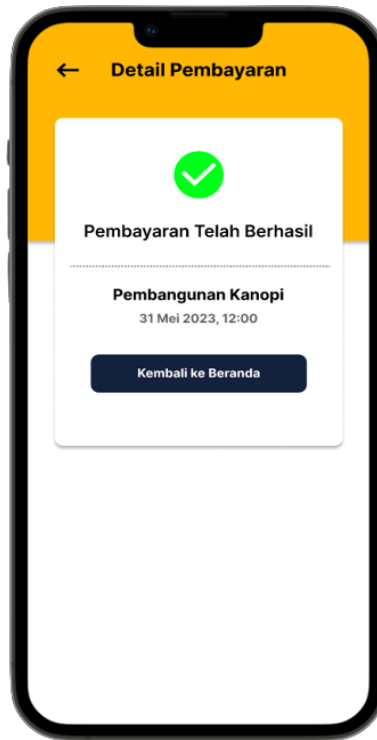 Detail Pembayaran
Pembayaran Telah Berhasil
Pembangunan Kanopi
31 Mei 2023, 12:00
Kembali ke Beranda